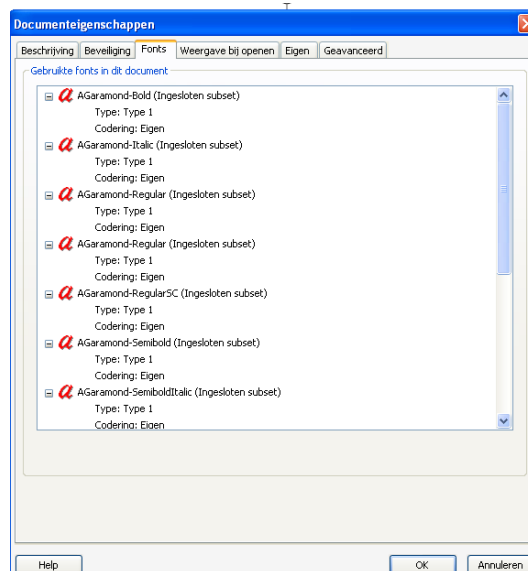 Documenteigenschappen
Beschrijving Beveiliging Fonts Weergave bij openen Eigen Geavanceerd
Gebruikte fonts in dit document
AGaramond-Bold (Ingesloten subset)
Type: Type 1
Codering: Eigen
AGaramond-Italic (Ingesloten subset)
Type: Type 1
Codering: Eigen
AGaramond-Regular (Ingesloten subset)
Type: Type 1
Codering: Eigen
AGaramond-Regular (Ingesloten subset)
Type: Type 1
Codering: Eigen
AGaramond-RegularSC (Ingesloten subset)
Type: Type 1
Codering: Eigen
AGaramond-Semibold (Ingesloten subset)
Type: Type 1
Codering: Eigen
AGaramond-SemiboldItalic (Ingesloten subset)
Type: Type 1
Codering: Eigen
Help OK Annuleren